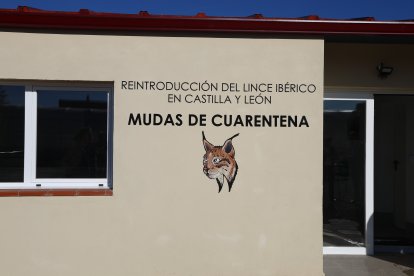 REINTRODUCCIÓN DEL LINCE IBÉRICO
EN CASTILLA Y LEÓN
MUDAS DE CUARENTENA